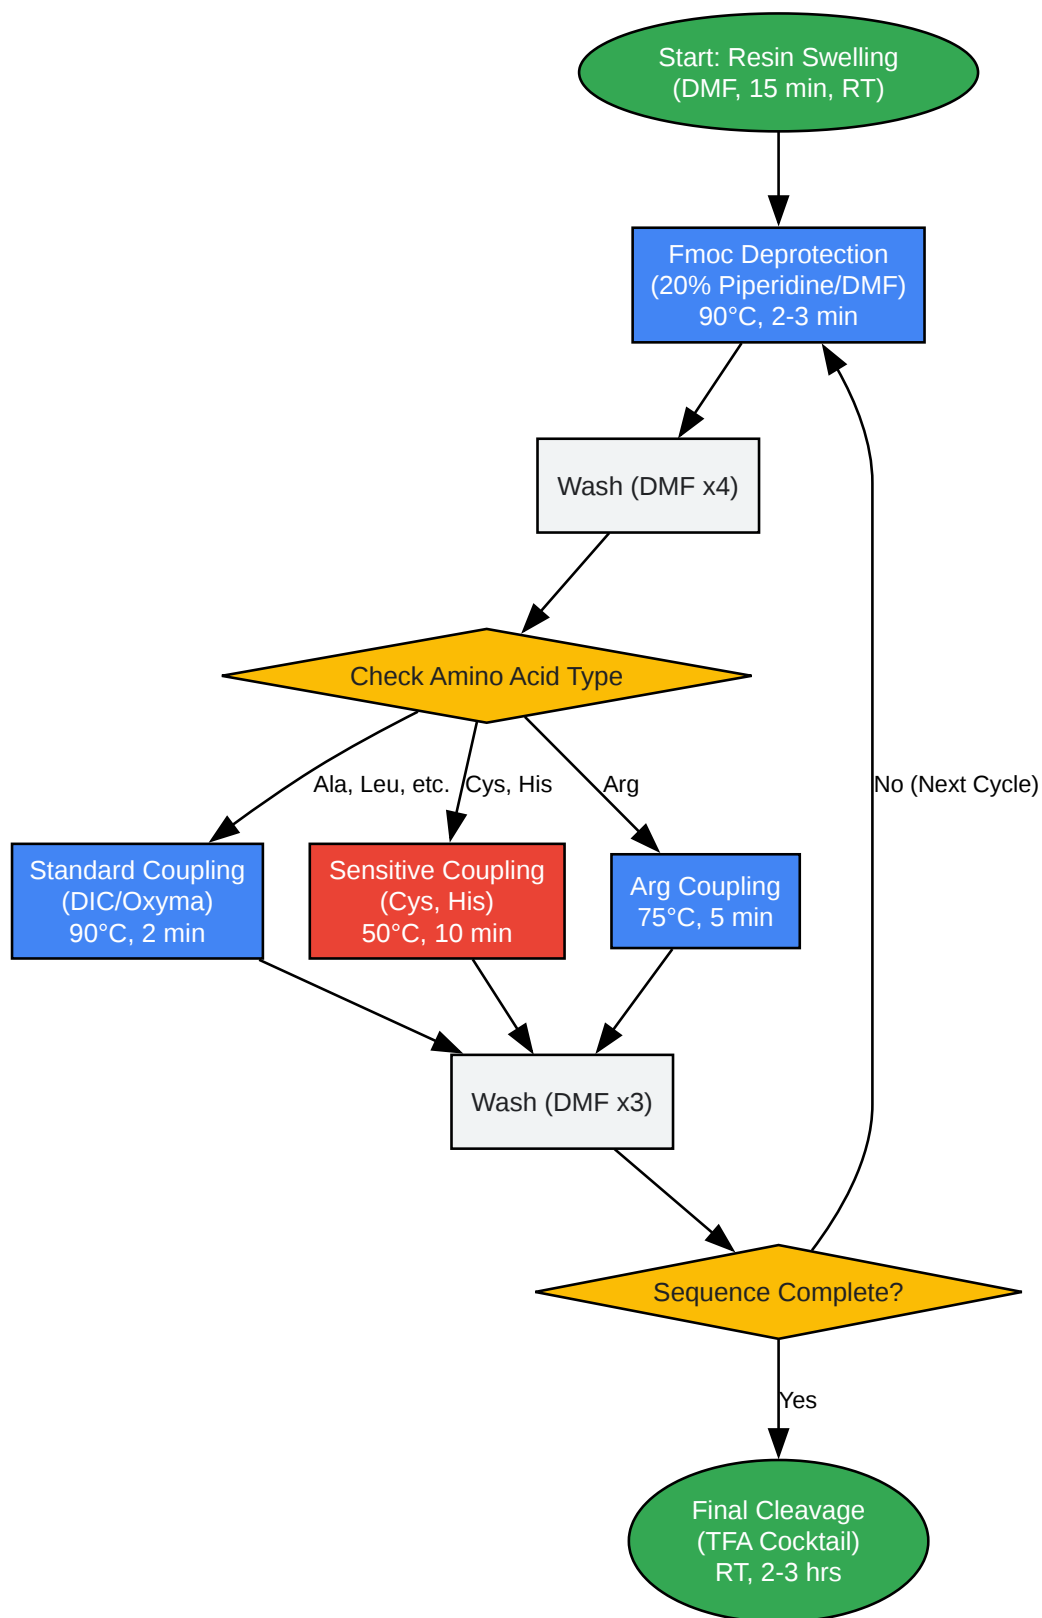 Start: Resin Swelling
(DMF, 15 min, RT)
Fmoc Deprotection
(20% Piperidine/DMF)
90°C, 2-3 min
Wash (DMF x4)
Check Amino Acid Type
Ala, Leu, etc.
Cys, His
Arg
No (Next Cycle)
Standard Coupling
(DIC/Oxyma)
90°C, 2 min
Sensitive Coupling
(Cys, His)
50°C, 10 min
Arg Coupling
75°C, 5 min
Wash (DMF x3)
Sequence Complete?
Yes
Final Cleavage
(TFA Cocktail)
RT, 2-3 hrs